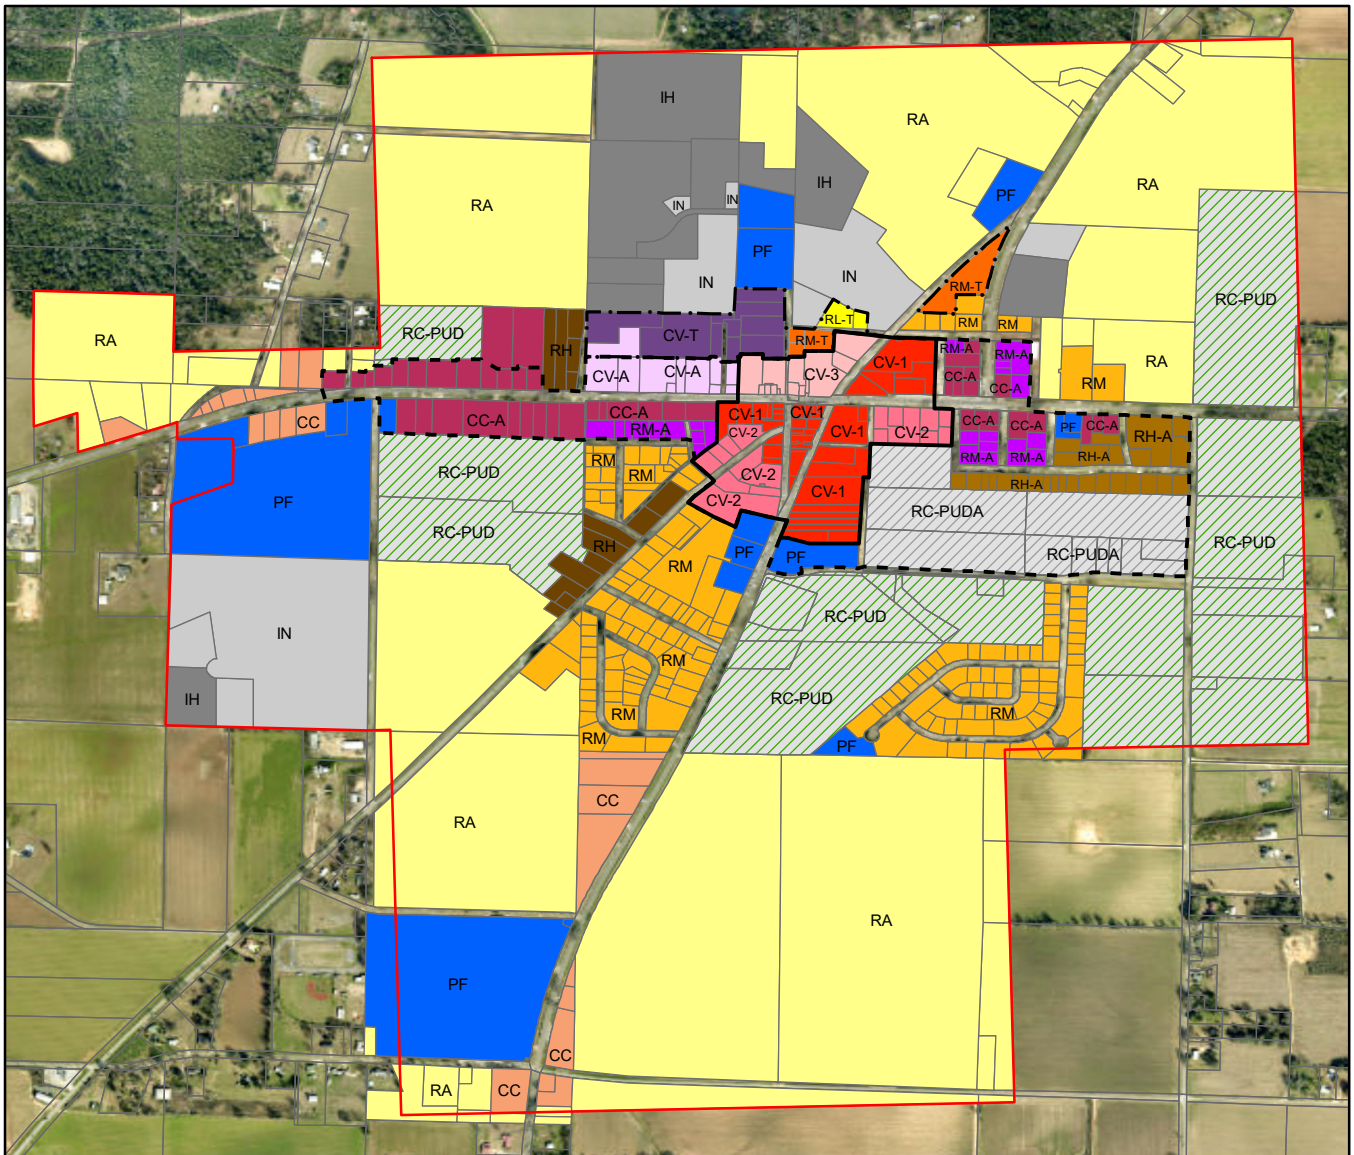 IH
RA
IH
RA
PF
RA
IN
IN
PF
IN
IN
RM-T
RC-PUD
RL-T
RM
RM
RC-PUD
CV-T
RM-T
RA
RH
RM-A
RM-A
CV-1
RA
CV-3
CV-A
CV-A
CC-A
CC-A
RM
CC-A
CV-1
CV-1
CC-A
CC
CC-A
RM-A
CV-2
CV-1
CV-2
CC-A
CC-A
PF
CC-A
RH-A
RM-A
RM-A
RH-A
RM
RM
RC-PUD
CV-2
RH-A
PF
CV-2
CV-1
RC-PUDA
RC-PUD
RH
PF
PF
RC-PUDA
RC-PUD
RM
RC-PUD
IN
RM
IH
RC-PUD
RM
RM
RM
PF
CC
RA
RA
PF
CC
RA
CC